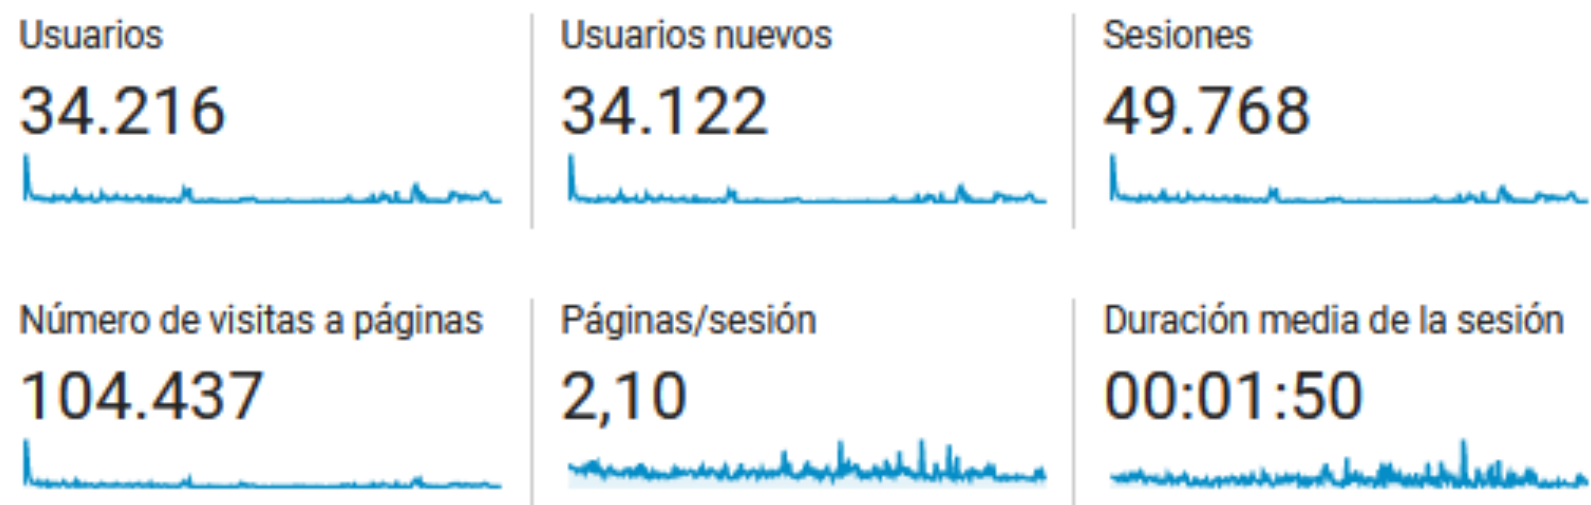 Usuarios
34.216
Usuarios nuevos
34.122
Sesiones
49.768
Número de visitas a páginas
104.437
Páginas/sesión
2,10
Duración media de la sesión
00:01:50